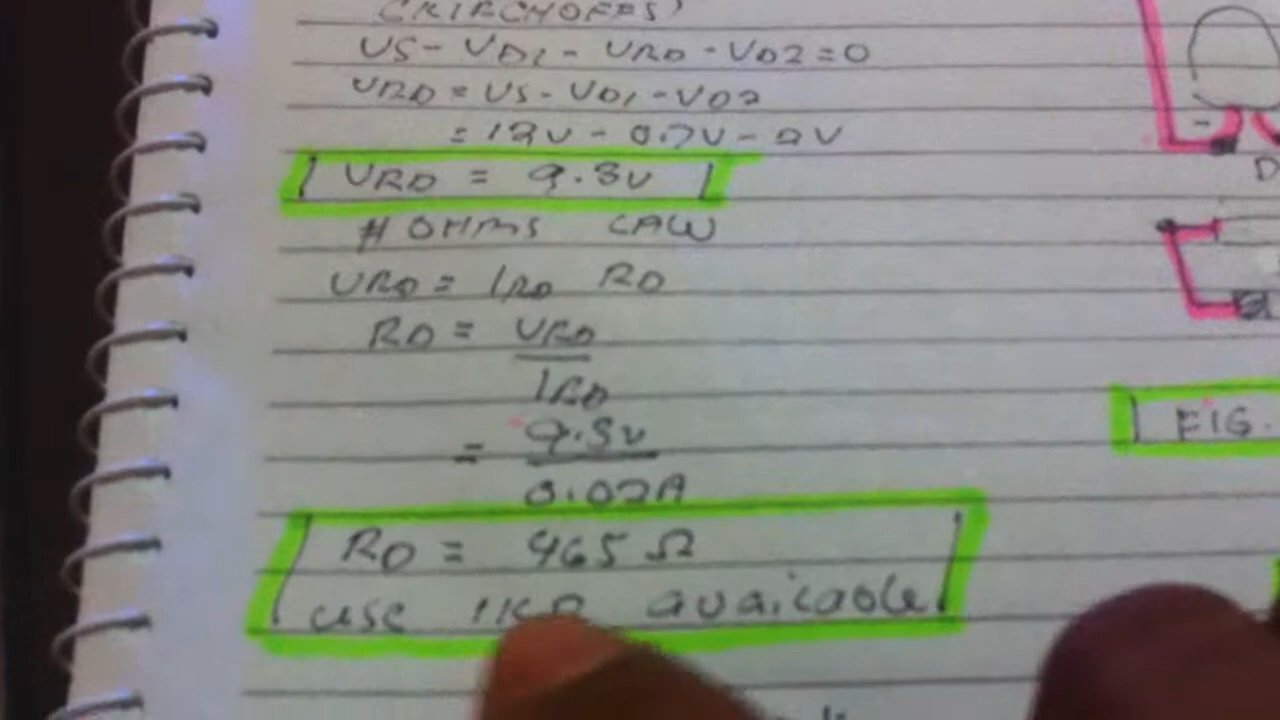 (KIRCHOFFS)
VS - VD1 - VRD - VD2 = 0
VRD = VS - VD1 - VD2
= 12V - 0.7V - 2V
VRD = 9.3V
# OHMS LAW
VRD = IRD RD
RD = VRD
IRD
= 9.3V
0.02A
RD = 465 Ω
use 1KΩ available
-
D
FIG.